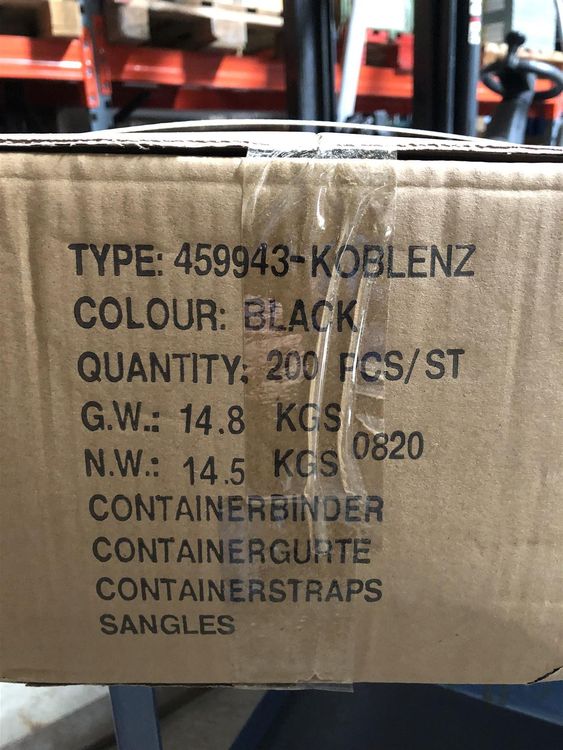 TYPE: 459943-KOBLENZ
COLOUR: BLACK
QUANTITY: 200 PCS/ST
G.W.: 14.8 KGS
N.W.: 14.5 KGS 0820
CONTAINERBINDER
CONTAINERGURTE
CONTAINERSTRAPS
SANGLES